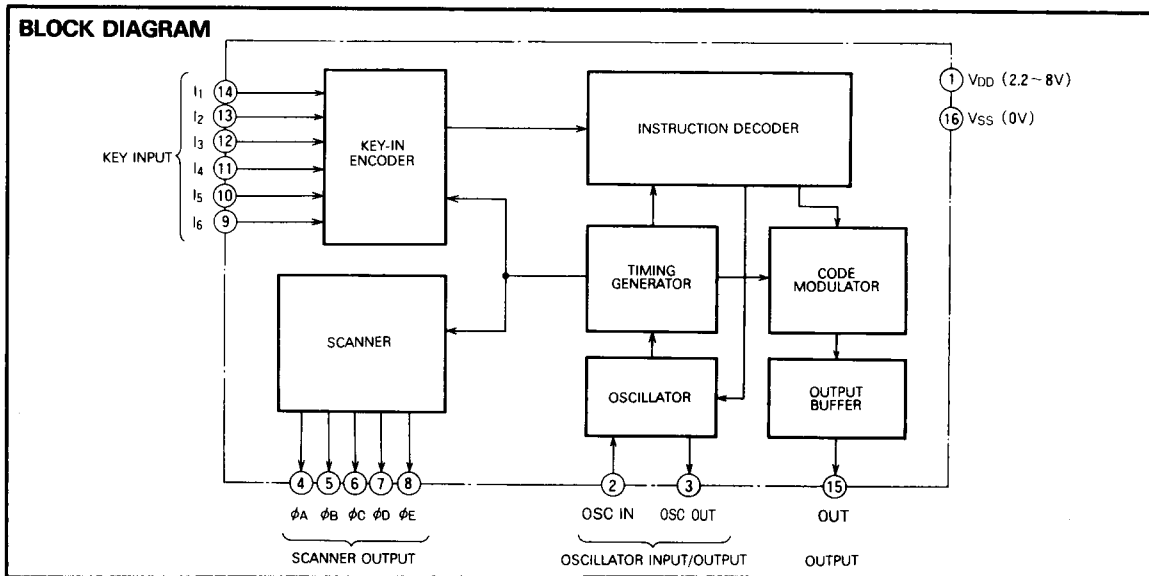 BLOCK DIAGRAM
KEY INPUT
I1 14
I2 13
I3 12
I4 11
I5 10
I6 9
KEY-IN
ENCODER
INSTRUCTION DECODER
1 VDD (2.2~8V)
16 VSS (0V)
SCANNER
TIMING
GENERATOR
CODE
MODULATOR
OSCILLATOR
OUTPUT
BUFFER
4 5 6 7 8
φA φB φC φD φE
SCANNER OUTPUT
2 3
OSC IN OSC OUT
OSCILLATOR INPUT/OUTPUT
15
OUT
OUTPUT